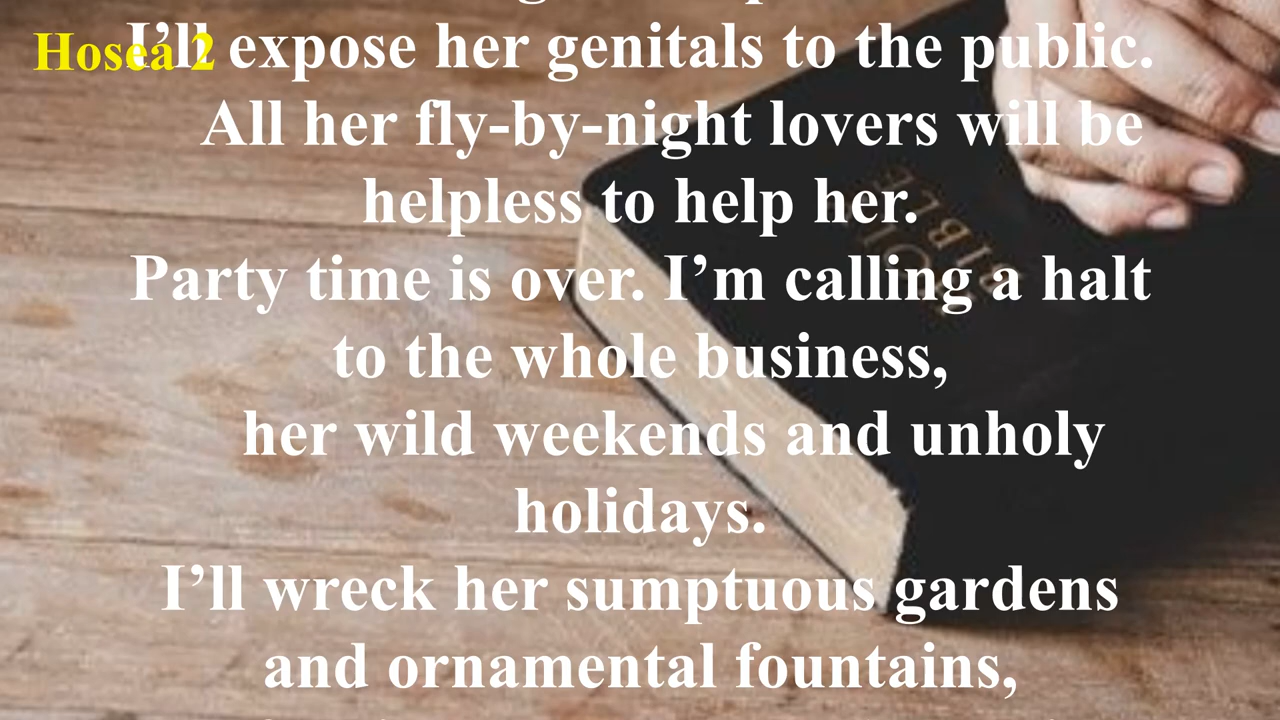 Hosea 2
I’ll expose her genitals to the public.
All her fly-by-night lovers will be
helpless to help her.
Party time is over. I’m calling a halt
to the whole business,
her wild weekends and unholy
holidays.
I’ll wreck her sumptuous gardens
and ornamental fountains,
BIBLE